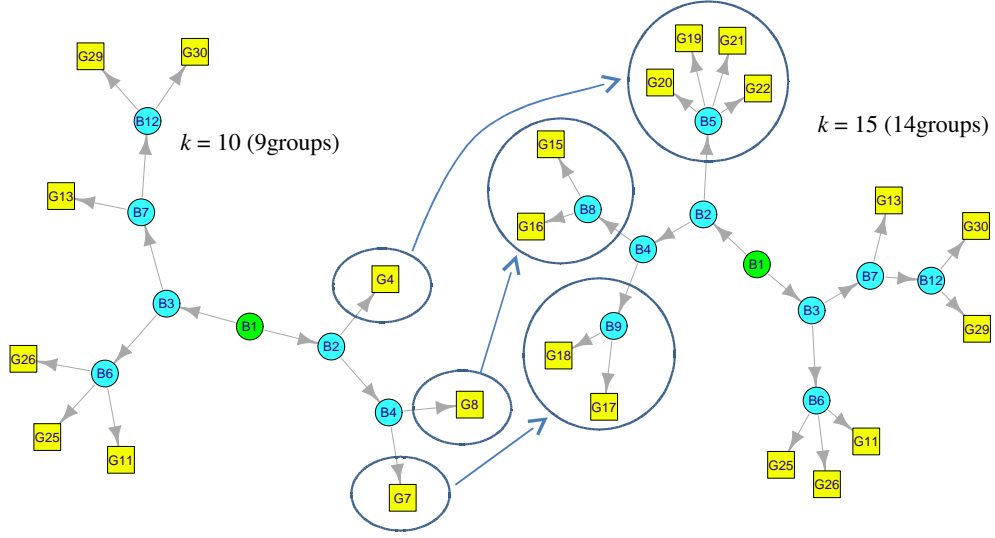 G19
G21
G29
G30
G20
G22
B12
B5
k = 15 (14groups)
k = 10 (9groups)
G15
G13
B7
B8
G16
B2
G13
G30
B4
B1
B7
B12
G4
B3
B1
B2
B9
B3
G29
G26
B6
G18
G8
B4
G17
B6
G25
G11
G11
G25
G26
G7